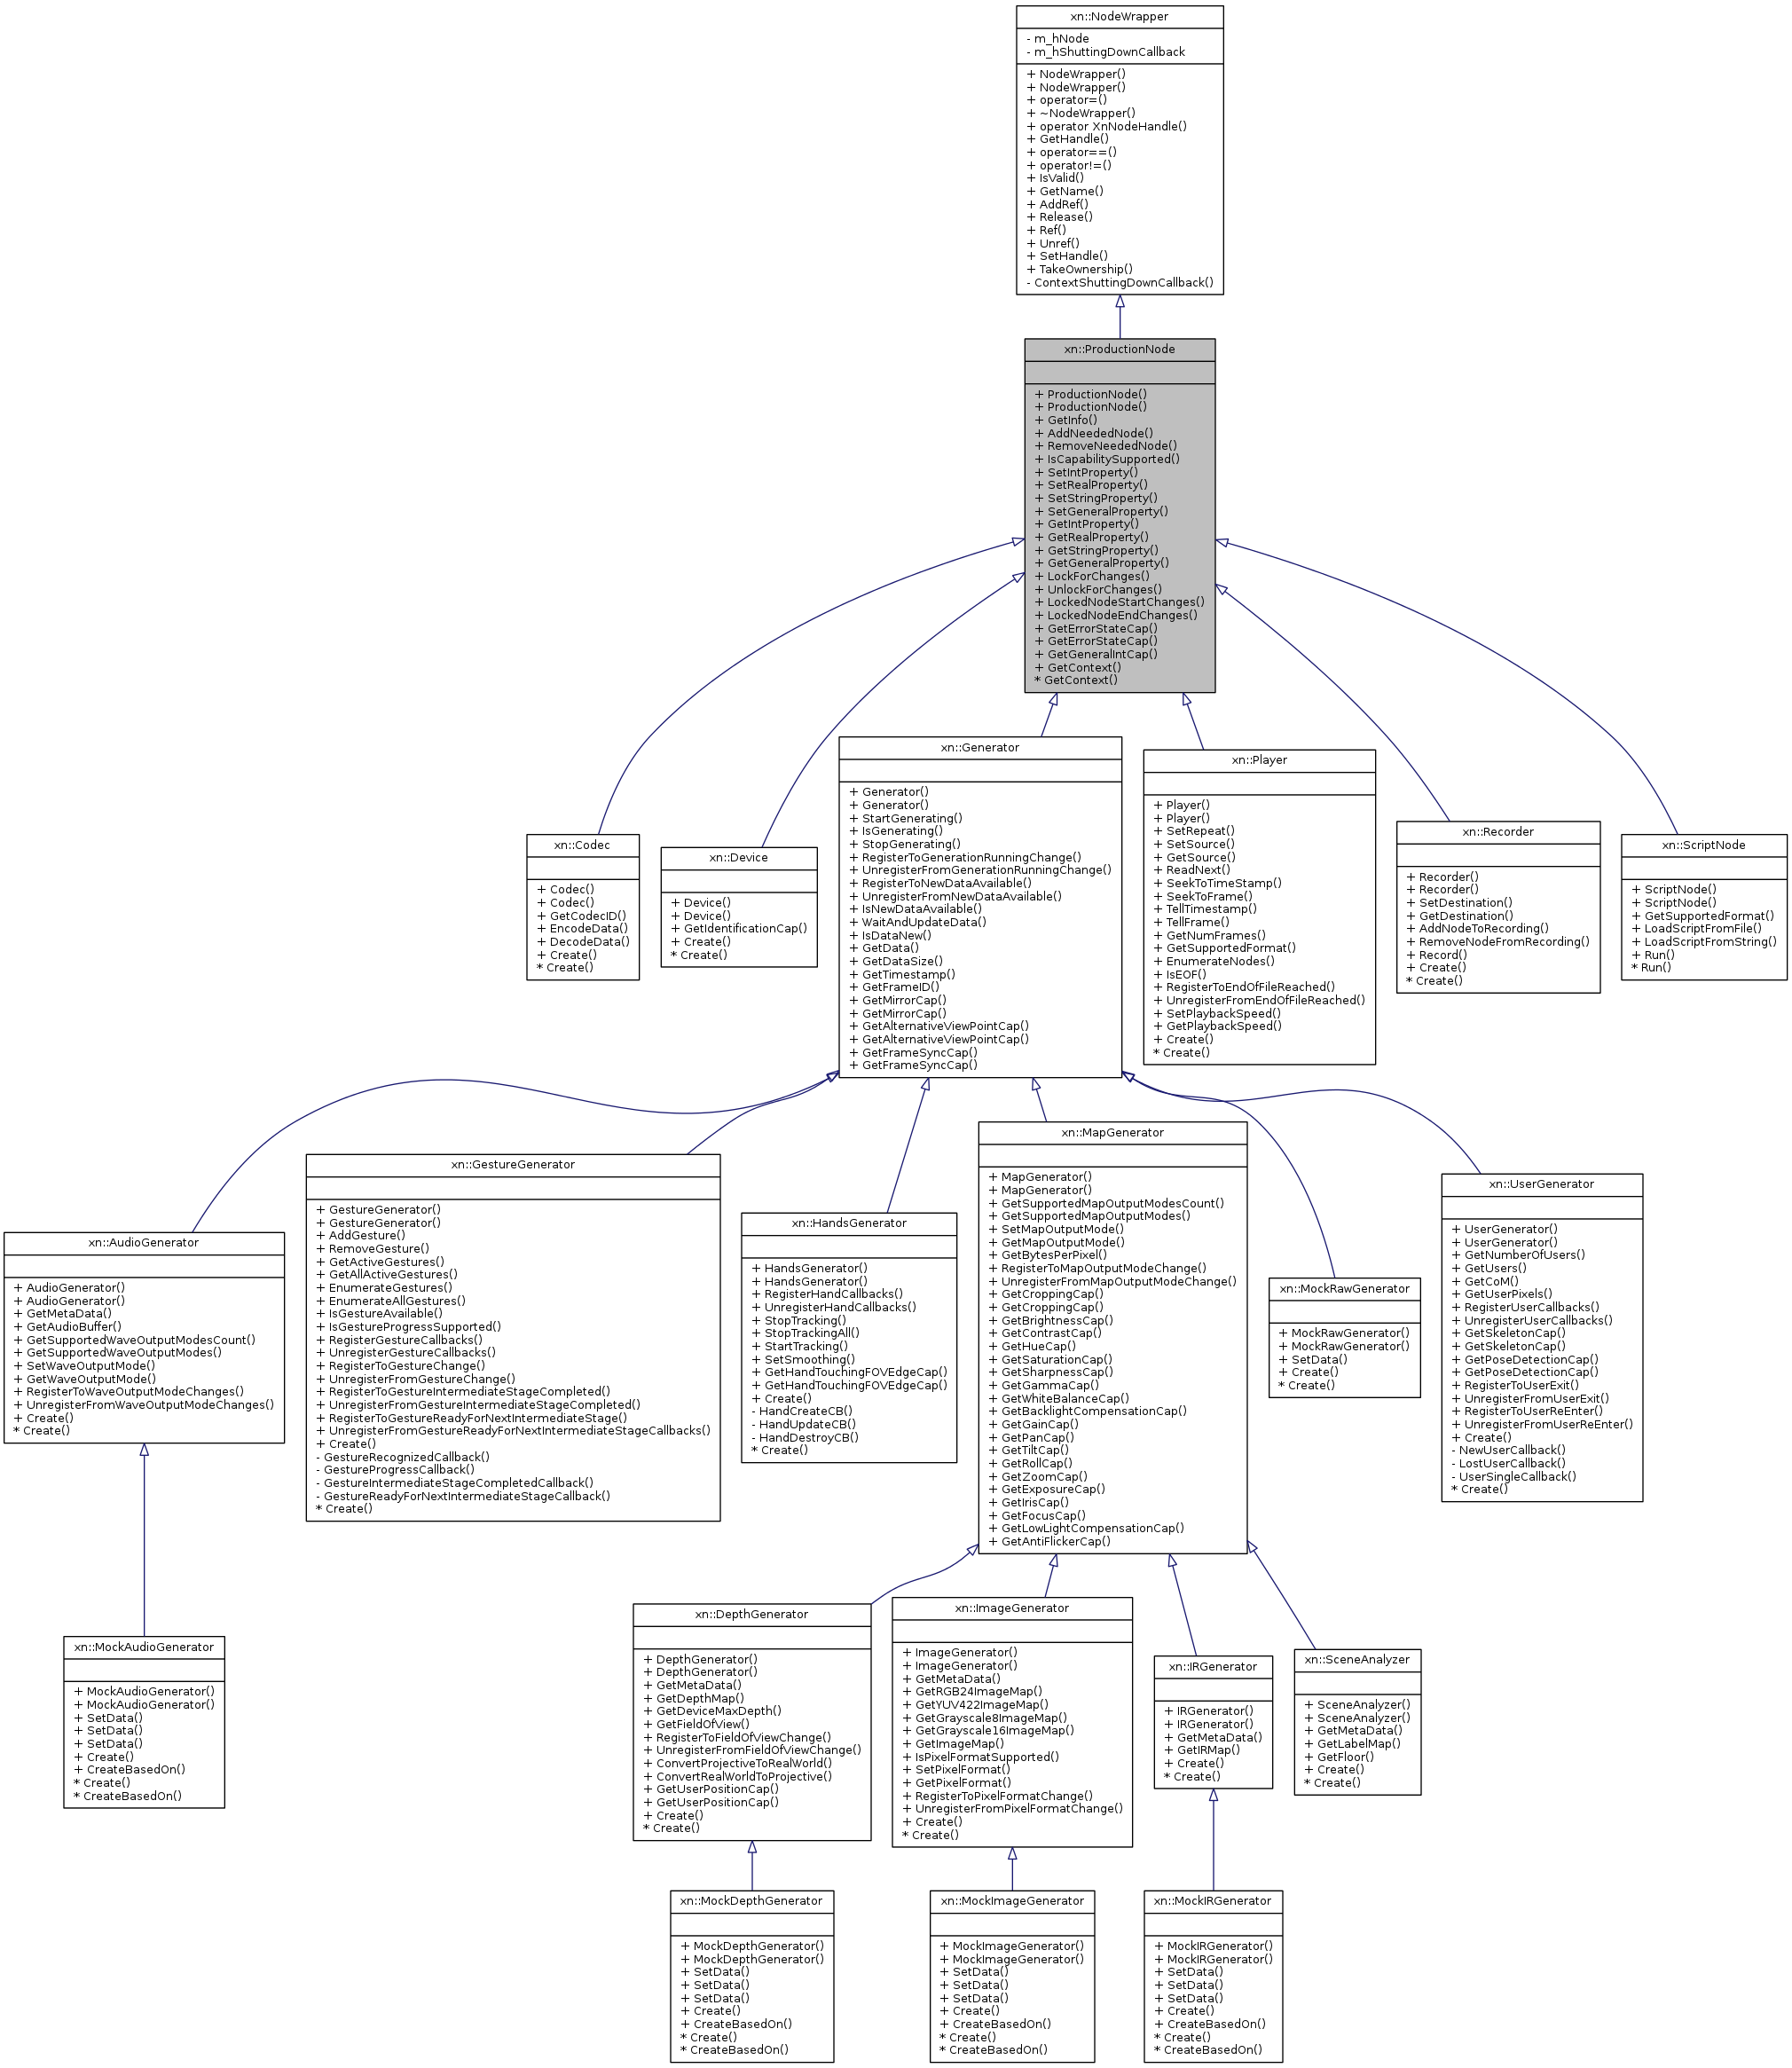 xn::NodeWrapper
- m_hNode
- m_hShuttingDownCallback
+ NodeWrapper()
+ NodeWrapper()
+ operator=()
+ ~NodeWrapper()
+ operator XnNodeHandle()
+ GetHandle()
+ operator==()
+ operator!=()
+ IsValid()
+ GetName()
+ AddRef()
+ Release()
+ Ref()
+ Unref()
+ SetHandle()
+ TakeOwnership()
- ContextShuttingDownCallback()
xn::ProductionNode
+ ProductionNode()
+ ProductionNode()
+ GetInfo()
+ AddNeededNode()
+ RemoveNeededNode()
+ IsCapabilitySupported()
+ SetIntProperty()
+ SetRealProperty()
+ SetStringProperty()
+ SetGeneralProperty()
+ GetIntProperty()
+ GetRealProperty()
+ GetStringProperty()
+ GetGeneralProperty()
+ LockForChanges()
+ UnlockForChanges()
+ LockedNodeStartChanges()
+ LockedNodeEndChanges()
+ GetErrorStateCap()
+ GetErrorStateCap()
+ GetGeneralIntCap()
+ GetContext()
* GetContext()
xn::Codec
+ Codec()
+ Codec()
+ GetCodecID()
+ EncodeData()
+ DecodeData()
+ Create()
* Create()
xn::Device
+ Device()
+ Device()
+ GetIdentificationCap()
+ Create()
* Create()
xn::Generator
+ Generator()
+ Generator()
+ StartGenerating()
+ IsGenerating()
+ StopGenerating()
+ RegisterToGenerationRunningChange()
+ UnregisterFromGenerationRunningChange()
+ RegisterToNewDataAvailable()
+ UnregisterFromNewDataAvailable()
+ IsNewDataAvailable()
+ WaitAndUpdateData()
+ IsDataNew()
+ GetData()
+ GetDataSize()
+ GetTimestamp()
+ GetFrameID()
+ GetMirrorCap()
+ GetMirrorCap()
+ GetAlternativeViewPointCap()
+ GetAlternativeViewPointCap()
+ GetFrameSyncCap()
+ GetFrameSyncCap()
xn::Player
+ Player()
+ Player()
+ SetRepeat()
+ SetSource()
+ GetSource()
+ ReadNext()
+ SeekToTimeStamp()
+ SeekToFrame()
+ TellTimestamp()
+ TellFrame()
+ GetNumFrames()
+ GetSupportedFormat()
+ EnumerateNodes()
+ IsEOF()
+ RegisterToEndOfFileReached()
+ UnregisterFromEndOfFileReached()
+ SetPlaybackSpeed()
+ GetPlaybackSpeed()
+ Create()
* Create()
xn::Recorder
+ Recorder()
+ Recorder()
+ SetDestination()
+ GetDestination()
+ AddNodeToRecording()
+ RemoveNodeFromRecording()
+ Record()
+ Create()
* Create()
xn::ScriptNode
+ ScriptNode()
+ ScriptNode()
+ GetSupportedFormat()
+ LoadScriptFromFile()
+ LoadScriptFromString()
+ Run()
* Run()
xn::AudioGenerator
+ AudioGenerator()
+ AudioGenerator()
+ GetMetaData()
+ GetAudioBuffer()
+ GetSupportedWaveOutputModesCount()
+ GetSupportedWaveOutputModes()
+ SetWaveOutputMode()
+ GetWaveOutputMode()
+ RegisterToWaveOutputModeChanges()
+ UnregisterFromWaveOutputModeChanges()
+ Create()
* Create()
xn::GestureGenerator
+ GestureGenerator()
+ GestureGenerator()
+ AddGesture()
+ RemoveGesture()
+ GetActiveGestures()
+ GetAllActiveGestures()
+ EnumerateGestures()
+ EnumerateAllGestures()
+ IsGestureAvailable()
+ IsGestureProgressSupported()
+ RegisterGestureCallbacks()
+ UnregisterGestureCallbacks()
+ RegisterToGestureChange()
+ UnregisterFromGestureChange()
+ RegisterToGestureIntermediateStageCompleted()
+ UnregisterFromGestureIntermediateStageCompleted()
+ RegisterToGestureReadyForNextIntermediateStage()
+ UnregisterFromGestureReadyForNextIntermediateStageCallbacks()
+ Create()
- GestureRecognizedCallback()
- GestureProgressCallback()
- GestureIntermediateStageCompletedCallback()
- GestureReadyForNextIntermediateStageCallback()
* Create()
xn::HandsGenerator
+ HandsGenerator()
+ HandsGenerator()
+ RegisterHandCallbacks()
+ UnregisterHandCallbacks()
+ StopTracking()
+ StopTrackingAll()
+ StartTracking()
+ SetSmoothing()
+ GetHandTouchingFOVEdgeCap()
+ GetHandTouchingFOVEdgeCap()
+ Create()
- HandCreateCB()
- HandUpdateCB()
- HandDestroyCB()
* Create()
xn::MapGenerator
+ MapGenerator()
+ MapGenerator()
+ GetSupportedMapOutputModesCount()
+ GetSupportedMapOutputModes()
+ SetMapOutputMode()
+ GetMapOutputMode()
+ GetBytesPerPixel()
+ RegisterToMapOutputModeChange()
+ UnregisterFromMapOutputModeChange()
+ GetCroppingCap()
+ GetCroppingCap()
+ GetBrightnessCap()
+ GetContrastCap()
+ GetHueCap()
+ GetSaturationCap()
+ GetSharpnessCap()
+ GetGammaCap()
+ GetWhiteBalanceCap()
+ GetBacklightCompensationCap()
+ GetGainCap()
+ GetPanCap()
+ GetTiltCap()
+ GetRollCap()
+ GetZoomCap()
+ GetExposureCap()
+ GetIrisCap()
+ GetFocusCap()
+ GetLowLightCompensationCap()
+ GetAntiFlickerCap()
xn::MockRawGenerator
+ MockRawGenerator()
+ MockRawGenerator()
+ SetData()
+ Create()
* Create()
xn::UserGenerator
+ UserGenerator()
+ UserGenerator()
+ GetNumberOfUsers()
+ GetUsers()
+ GetCoM()
+ GetUserPixels()
+ RegisterUserCallbacks()
+ UnregisterUserCallbacks()
+ GetSkeletonCap()
+ GetSkeletonCap()
+ GetPoseDetectionCap()
+ GetPoseDetectionCap()
+ RegisterToUserExit()
+ UnregisterFromUserExit()
+ RegisterToUserReEnter()
+ UnregisterFromUserReEnter()
+ Create()
- NewUserCallback()
- LostUserCallback()
- UserSingleCallback()
* Create()
xn::MockAudioGenerator
+ MockAudioGenerator()
+ MockAudioGenerator()
+ SetData()
+ SetData()
+ SetData()
+ Create()
+ CreateBasedOn()
* Create()
* CreateBasedOn()
xn::DepthGenerator
+ DepthGenerator()
+ DepthGenerator()
+ GetMetaData()
+ GetDepthMap()
+ GetDeviceMaxDepth()
+ GetFieldOfView()
+ RegisterToFieldOfViewChange()
+ UnregisterFromFieldOfViewChange()
+ ConvertProjectiveToRealWorld()
+ ConvertRealWorldToProjective()
+ GetUserPositionCap()
+ GetUserPositionCap()
+ Create()
* Create()
xn::ImageGenerator
+ ImageGenerator()
+ ImageGenerator()
+ GetMetaData()
+ GetRGB24ImageMap()
+ GetYUV422ImageMap()
+ GetGrayscale8ImageMap()
+ GetGrayscale16ImageMap()
+ GetImageMap()
+ IsPixelFormatSupported()
+ SetPixelFormat()
+ GetPixelFormat()
+ RegisterToPixelFormatChange()
+ UnregisterFromPixelFormatChange()
+ Create()
* Create()
xn::IRGenerator
+ IRGenerator()
+ IRGenerator()
+ GetMetaData()
+ GetIRMap()
+ Create()
* Create()
xn::SceneAnalyzer
+ SceneAnalyzer()
+ SceneAnalyzer()
+ GetMetaData()
+ GetLabelMap()
+ GetFloor()
+ Create()
* Create()
xn::MockDepthGenerator
+ MockDepthGenerator()
+ MockDepthGenerator()
+ SetData()
+ SetData()
+ SetData()
+ Create()
+ CreateBasedOn()
* Create()
* CreateBasedOn()
xn::MockImageGenerator
+ MockImageGenerator()
+ MockImageGenerator()
+ SetData()
+ SetData()
+ SetData()
+ Create()
+ CreateBasedOn()
* Create()
* CreateBasedOn()
xn::MockIRGenerator
+ MockIRGenerator()
+ MockIRGenerator()
+ SetData()
+ SetData()
+ SetData()
+ Create()
+ CreateBasedOn()
* Create()
* CreateBasedOn()